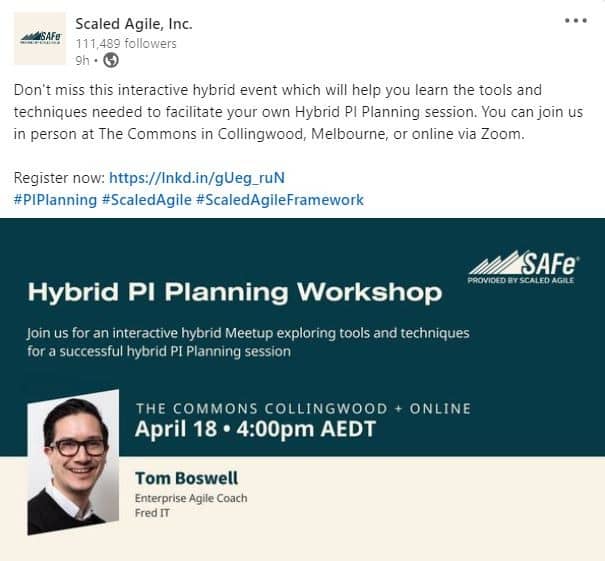 Scaled Agile, Inc.
111,489 followers
9h •
Don't miss this interactive hybrid event which will help you learn the tools and
techniques needed to facilitate your own Hybrid PI Planning session. You can join us
in person at The Commons in Collingwood, Melbourne, or online via Zoom.
Register now: https://lnkd.in/gUeg_ruN
#PIPlanning #ScaledAgile #ScaledAgileFramework
SAFe®
PROVIDED BY SCALED AGILE
Hybrid PI Planning Workshop
Join us for an interactive hybrid Meetup exploring tools and techniques
for a successful hybrid PI Planning session
THE COMMONS COLLINGWOOD + ONLINE
April 18 • 4:00pm AEDT
Tom Boswell
Enterprise Agile Coach
Fred IT